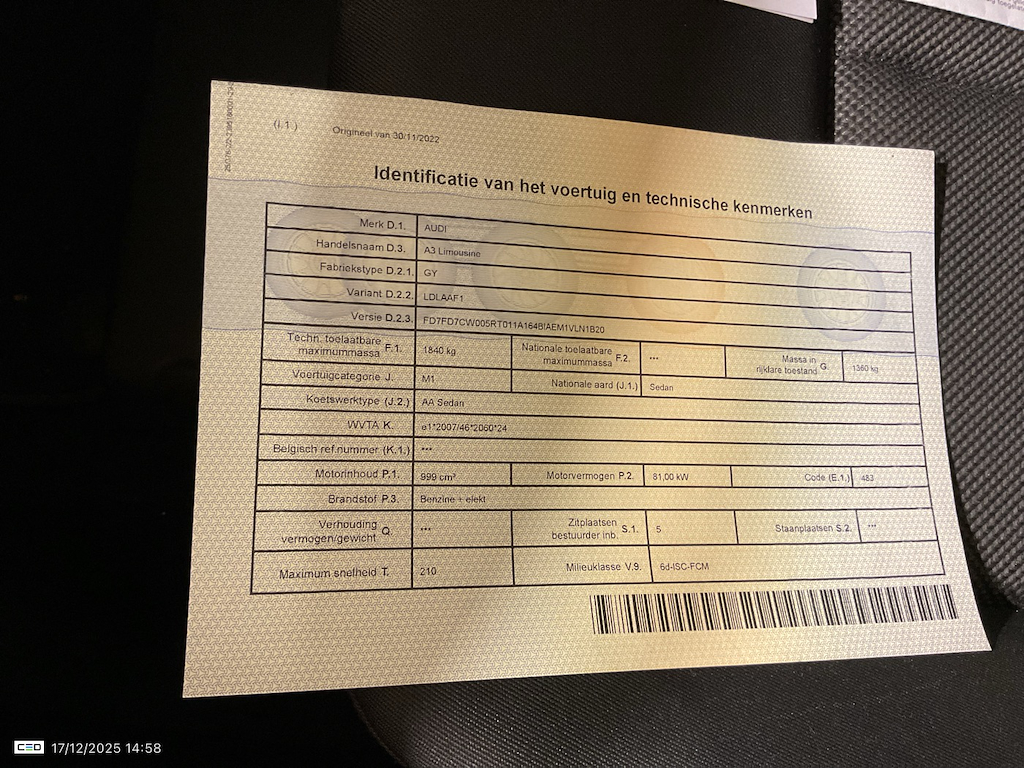 (I.1.) Origineel van 30/11/2022
Identificatie van het voertuig en technische kenmerken
Merk D.1. AUDI
Handelsnaam D.3. A3 Limousine
Fabriekstype D.2.1. GY
Variant D.2.2. LDLAAF1
Versie D.2.3. FD7FD7CW005RT011A164BIAEM1VLN1B20
Techn. toelaatbare maximummassa F.1. 1840 kg Nationale toelaatbare maximummassa F.2. *** Massa in rijklare toestand G. 1360 kg
Voertuigcategorie J. M1 Nationale aard (J.1.) Sedan
Koetswerktype (J.2.) AA Sedan
WVTA K. e1*2007/46*2060*24
Belgisch ref.nummer (K.1.) ***
Motorinhoud P.1. 999 cm³ Motorvermogen P.2. 81,00 kW Code (E.1.) 483
Brandstof P.3. Benzine + elekt
Verhouding vermogen/gewicht Q. *** Zitplaatsen bestuurder inb. S.1. 5 Staanplaatsen S.2. ***
Maximum snelheid T. 210 Milieuklasse V.9. 6d-ISC-FCM
CEO 17/12/2025 14:58